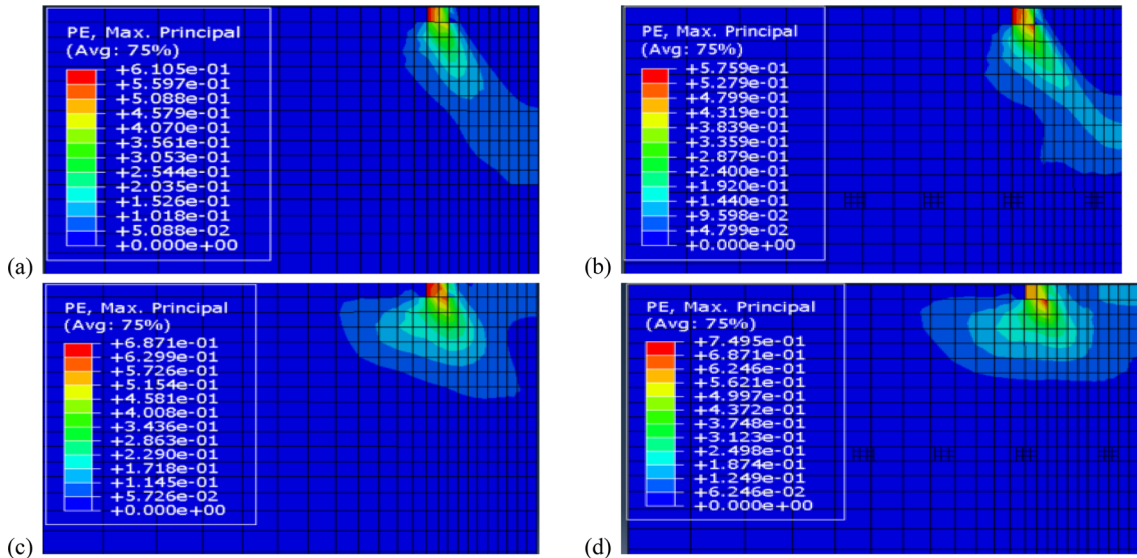 PE, Max. Principal
(Avg: 75%)
+6.105e-01
+5.597e-01
+5.088e-01
+4.579e-01
+4.070e-01
+3.561e-01
+3.053e-01
+2.544e-01
+2.035e-01
+1.526e-01
+1.018e-01
+5.088e-02
+0.000e+00
(a)
PE, Max. Principal
(Avg: 75%)
+5.759e-01
+5.279e-01
+4.799e-01
+4.319e-01
+3.839e-01
+3.359e-01
+2.879e-01
+2.400e-01
+1.920e-01
+1.440e-01
+9.598e-02
+4.799e-02
+0.000e+00
(b)
PE, Max. Principal
(Avg: 75%)
+6.871e-01
+6.299e-01
+5.726e-01
+5.154e-01
+4.581e-01
+4.008e-01
+3.436e-01
+2.863e-01
+2.290e-01
+1.718e-01
+1.145e-01
+5.726e-02
+0.000e+00
(c)
PE, Max. Principal
(Avg: 75%)
+7.495e-01
+6.871e-01
+6.246e-01
+5.621e-01
+4.997e-01
+4.372e-01
+3.748e-01
+3.123e-01
+2.498e-01
+1.874e-01
+1.249e-01
+6.246e-02
+0.000e+00
(d)